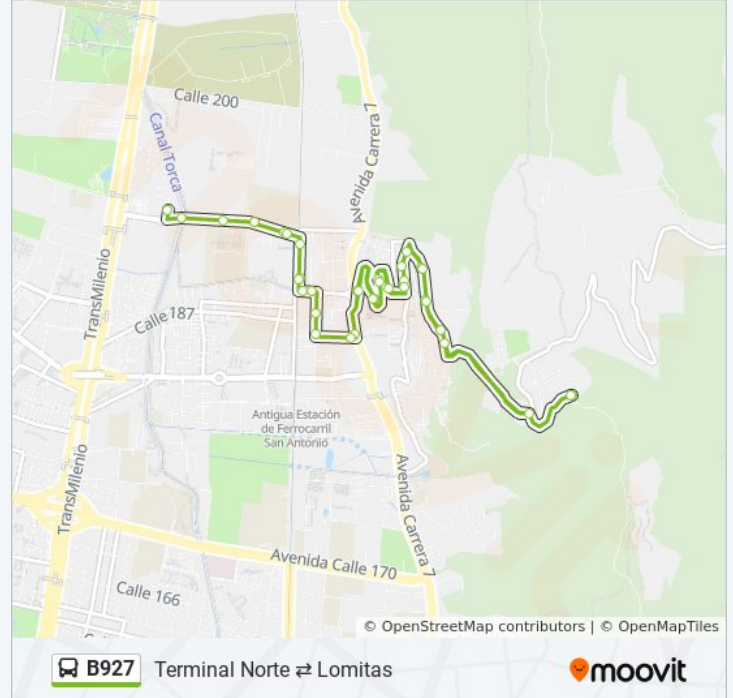 Calle 200
Canal Torca
Avenida Carrera 7
TransMilenio
Calle 187
Antigua Estación
de Ferrocarril
San Antonio
TransMilenio
Avenida Carrera 7
Avenida Calle 170
Calle 166
© OpenStreetMap contributors | © OpenMapTiles
B927 Terminal Norte ⇄ Lomitas
moovit